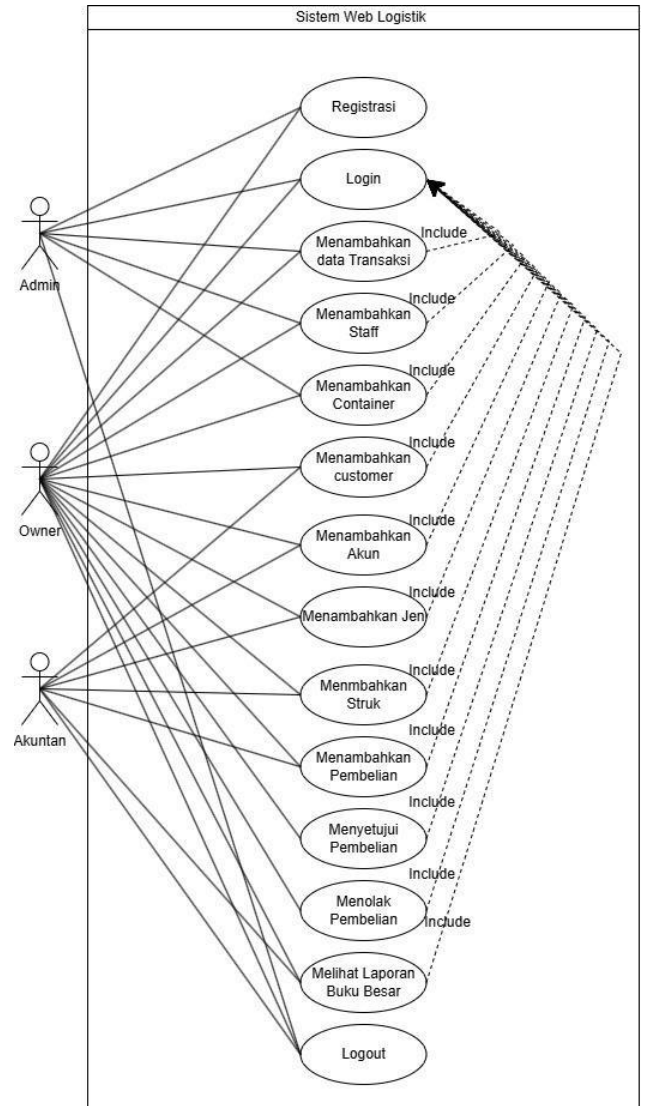 Sistem Web Logistik
Registrasi
Login
Include
Menambahkan
data Transaksi
Admin
Include
Menambahkan
Staff
Include
Menambahkan
Container
Include
Menambahkan
customer
Owner
Include
Menambahkan
Akun
Include
Menambahkan Jen
Include
Menmbahkan
Struk
Akuntan
Include
Menambahkan
Pembelian
Include
Menyetujui
Pembelian
Include
Menolak
Pembelian
Include
Melihat Laporan
Buku Besar
Logout